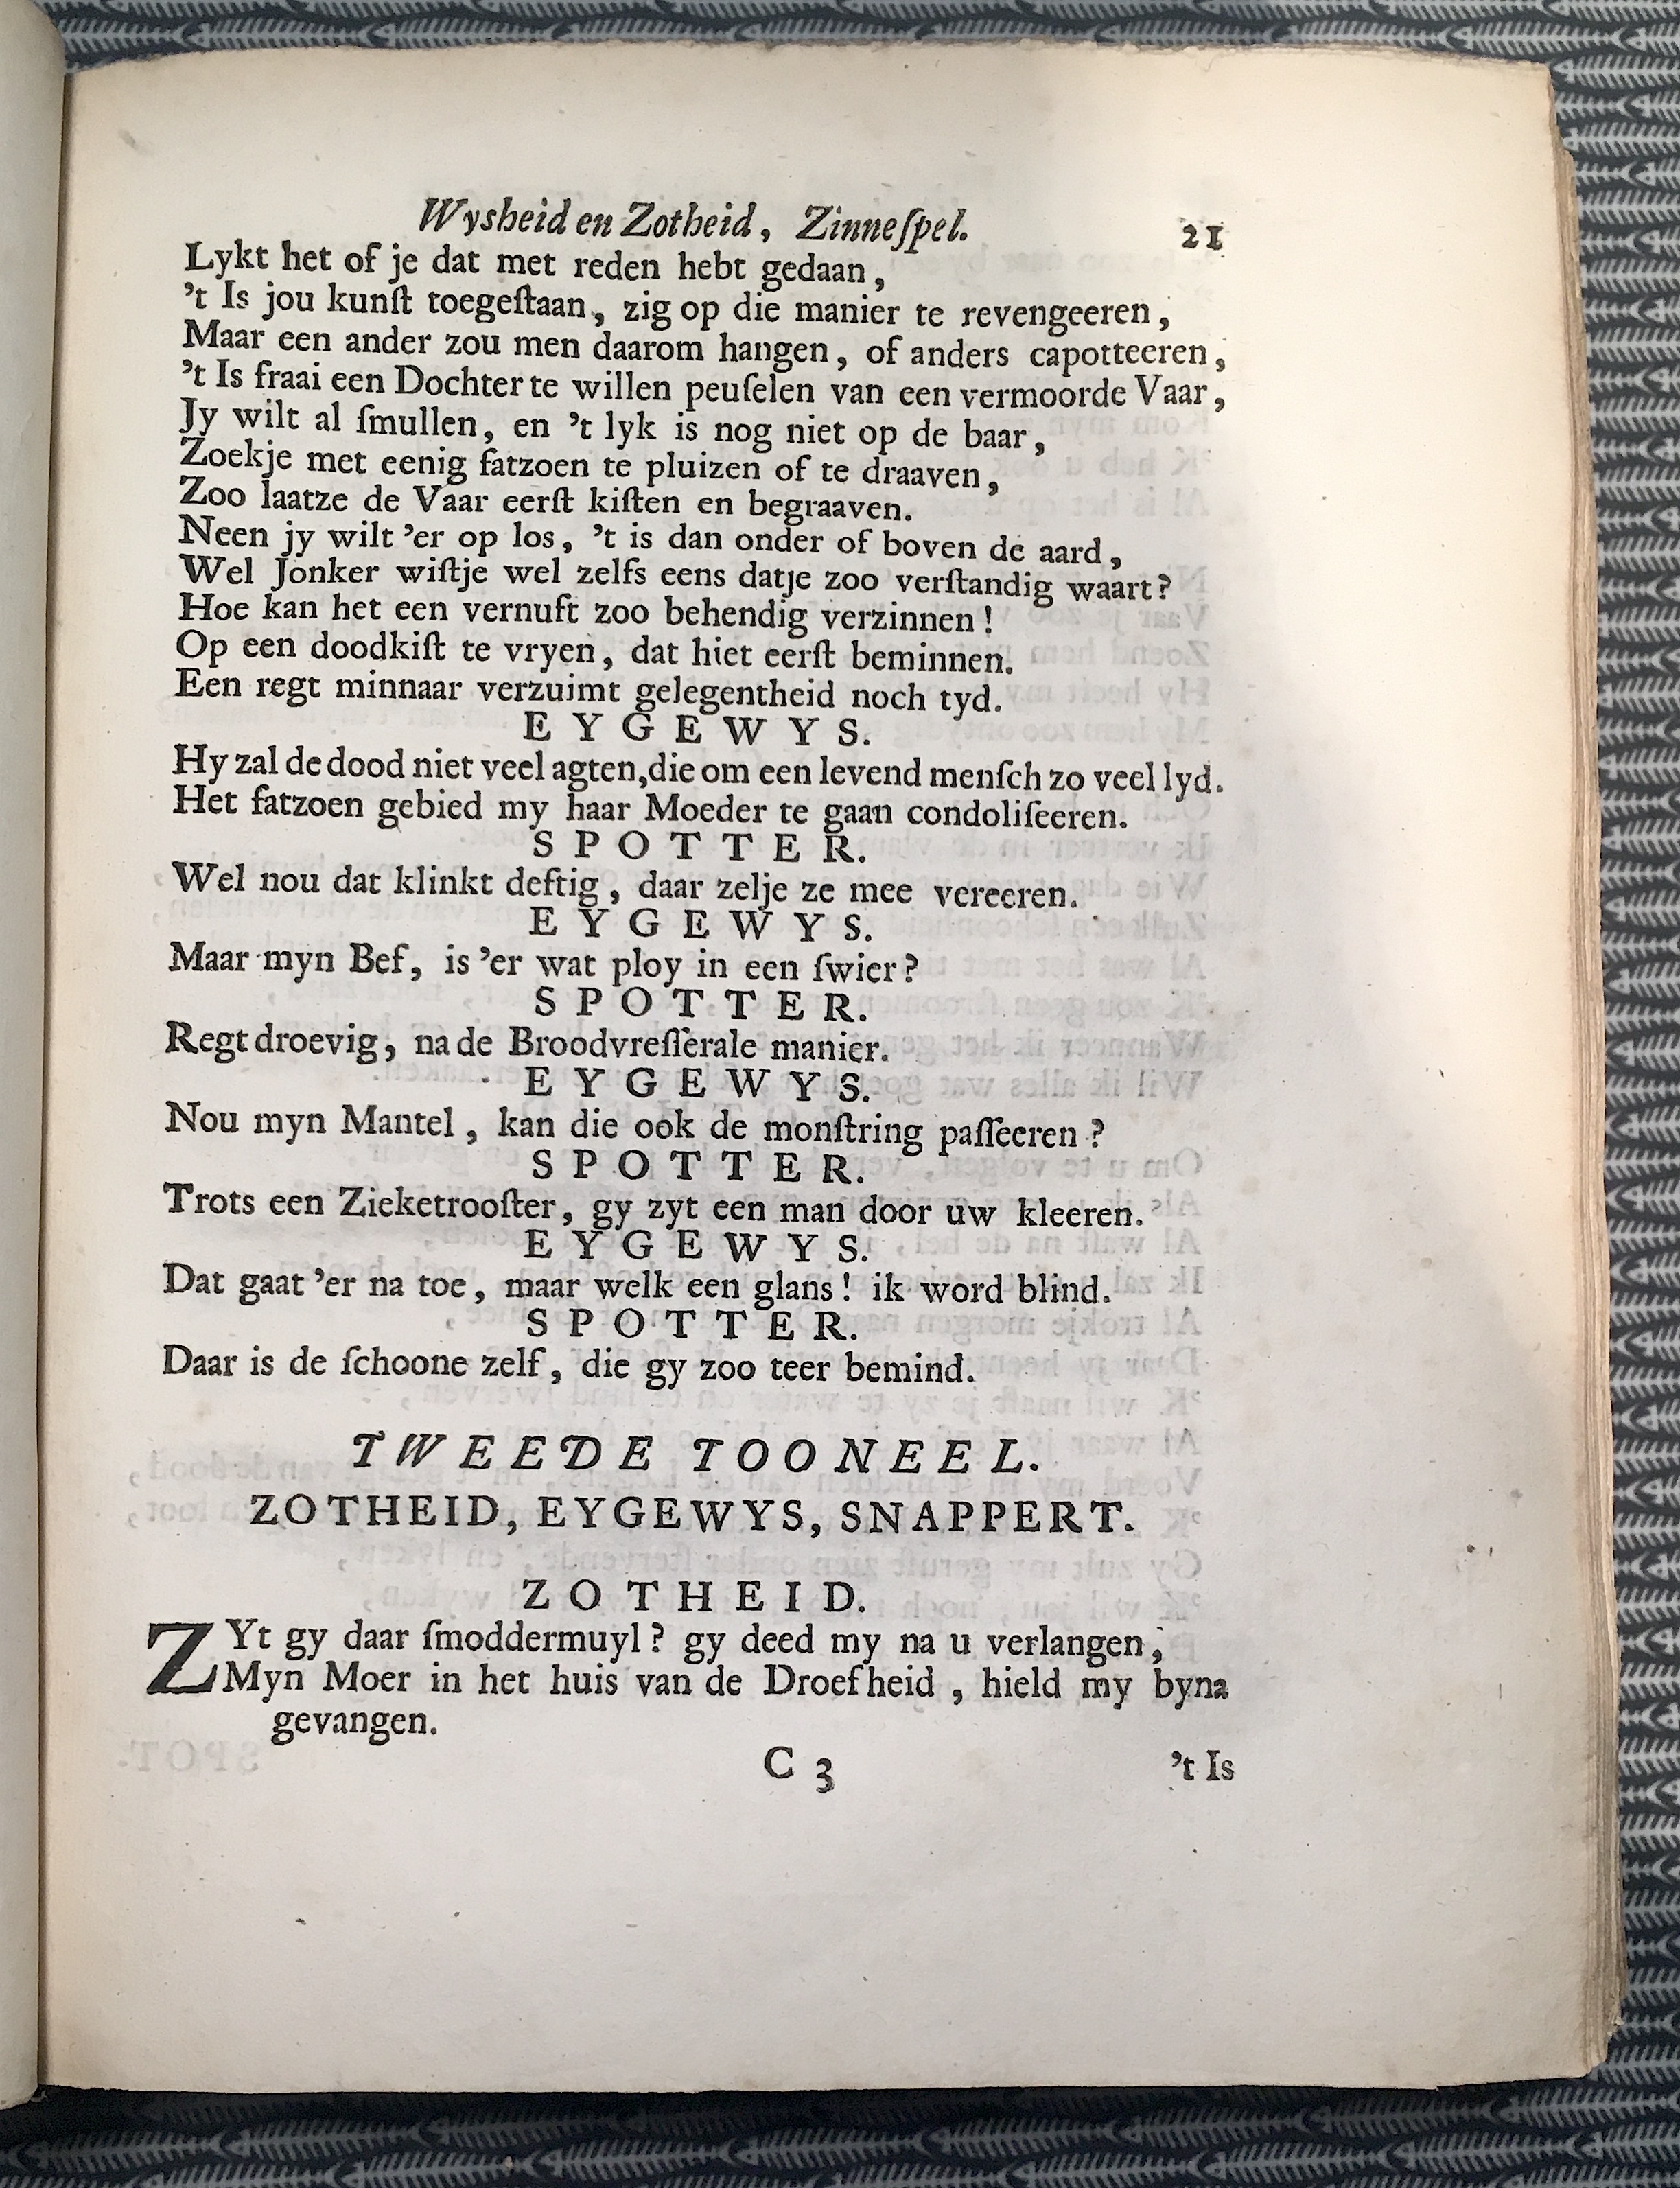 Wysheid en Zotheid, Zinneſpel. 21
Lykt het of je dat met reden hebt gedaan,
't Is jou kunſt toegeſtaan, zig op die manier te revengeeren,
Maar een ander zou men daarom hangen, of anders capotteeren,
't Is fraai een Dochter te willen peuſelen van een vermoorde Vaar,
Jy wilt al ſmullen, en 't lyk is nog niet op de baar,
Zoekje met eenig fatzoen te pluizen of te draaven,
Zoo laatze de Vaar eerſt kiſten en begraaven.
Neen jy wilt 'er op los, 't is dan onder of boven de aard,
Wel Jonker wiſtje wel zelfs eens datje zoo verſtandig waart?
Hoe kan het een vernuft zoo behendig verzinnen!
Op een doodkiſt te vryen, dat hiet eerſt beminnen.
Een regt minnaar verzuimt gelegentheid noch tyd.
EYGEWYS.
Hy zal de dood niet veel agten, die om een levend menſch zo veel lyd.
Het fatzoen gebied my haar Moeder te gaan condoliſeeren.
SPOTTER.
Wel nou dat klinkt deftig, daar zelje ze mee vereeren.
EYGEWYS.
Maar myn Bef, is 'er wat ploy in een ſwier?
SPOTTER.
Regt droevig, na de Broodvreſſerale manier.
EYGEWYS.
Nou myn Mantel, kan die ook de monſtring paſſeeren?
SPOTTER.
Trots een Zieketrooſter, gy zyt een man door uw kleeren.
EYGEWYS.
Dat gaat 'er na toe, maar welk een glans! ik word blind.
SPOTTER.
Daar is de ſchoone zelf, die gy zoo teer bemind.
TWEEDE TOONEEL.
ZOTHEID, EYGEWYS, SNAPPERT.
ZOTHEID.
ZYt gy daar ſmoddermuyl? gy deed my na u verlangen,
Myn Moer in het huis van de Droefheid, hield my byna
gevangen.
C 3 't Is